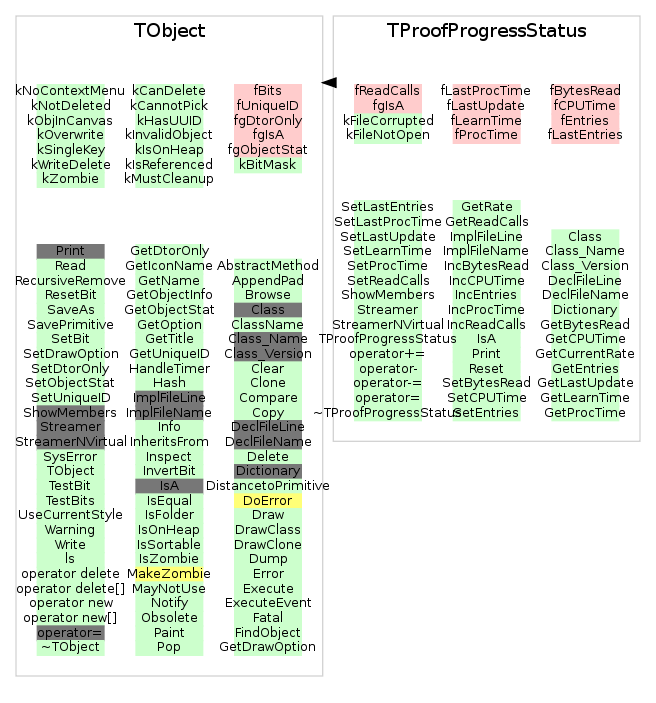 TObject
kNoContextMenu
kNotDeleted
kObjInCanvas
kOverwrite
kSingleKey
kWriteDelete
kZombie
kCanDelete
kCannotPick
kHasUUID
kInvalidObject
kIsOnHeap
kIsReferenced
kMustCleanup
fBits
fUniqueID
fgDtorOnly
fgIsA
fgObjectStat
kBitMask
Print
Read
RecursiveRemove
ResetBit
SaveAs
SavePrimitive
SetBit
SetDrawOption
SetDtorOnly
SetObjectStat
SetUniqueID
ShowMembers
Streamer
StreamerNVirtual
SysError
TObject
TestBit
TestBits
UseCurrentStyle
Warning
Write
ls
operator delete
operator delete[]
operator new
operator new[]
operator=
~TObject
GetDtorOnly
GetIconName
GetName
GetObjectInfo
GetObjectStat
GetOption
GetTitle
GetUniqueID
HandleTimer
Hash
ImplFileLine
ImplFileName
Info
InheritsFrom
Inspect
InvertBit
IsA
IsEqual
IsFolder
IsOnHeap
IsSortable
IsZombie
MakeZombie
MayNotUse
Notify
Obsolete
Paint
Pop
AbstractMethod
AppendPad
Browse
Class
ClassName
Class_Name
Class_Version
Clear
Clone
Compare
Copy
DeclFileLine
DeclFileName
Delete
Dictionary
DistancetoPrimitive
DoError
Draw
DrawClass
DrawClone
Dump
Error
Execute
ExecuteEvent
Fatal
FindObject
GetDrawOption
TProofProgressStatus
fReadCalls
fgIsA
kFileCorrupted
kFileNotOpen
fLastProcTime
fLastUpdate
fLearnTime
fProcTime
fBytesRead
fCPUTime
fEntries
fLastEntries
SetLastEntries
SetLastProcTime
SetLastUpdate
SetLearnTime
SetProcTime
SetReadCalls
ShowMembers
Streamer
StreamerNVirtual
TProofProgressStatus
operator+=
operator-
operator-=
operator=
~TProofProgressStatus
GetRate
GetReadCalls
ImplFileLine
ImplFileName
IncBytesRead
IncCPUTime
IncEntries
IncProcTime
IncReadCalls
IsA
Print
Reset
SetBytesRead
SetCPUTime
SetEntries
Class
Class_Name
Class_Version
DeclFileLine
DeclFileName
Dictionary
GetBytesRead
GetCPUTime
GetCurrentRate
GetEntries
GetLastUpdate
GetLearnTime
GetProcTime